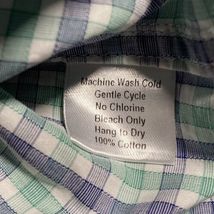 Machine Wash Cold
Gentle Cycle
No Chlorine
Bleach Only
Hang to Dry
100% Cotton